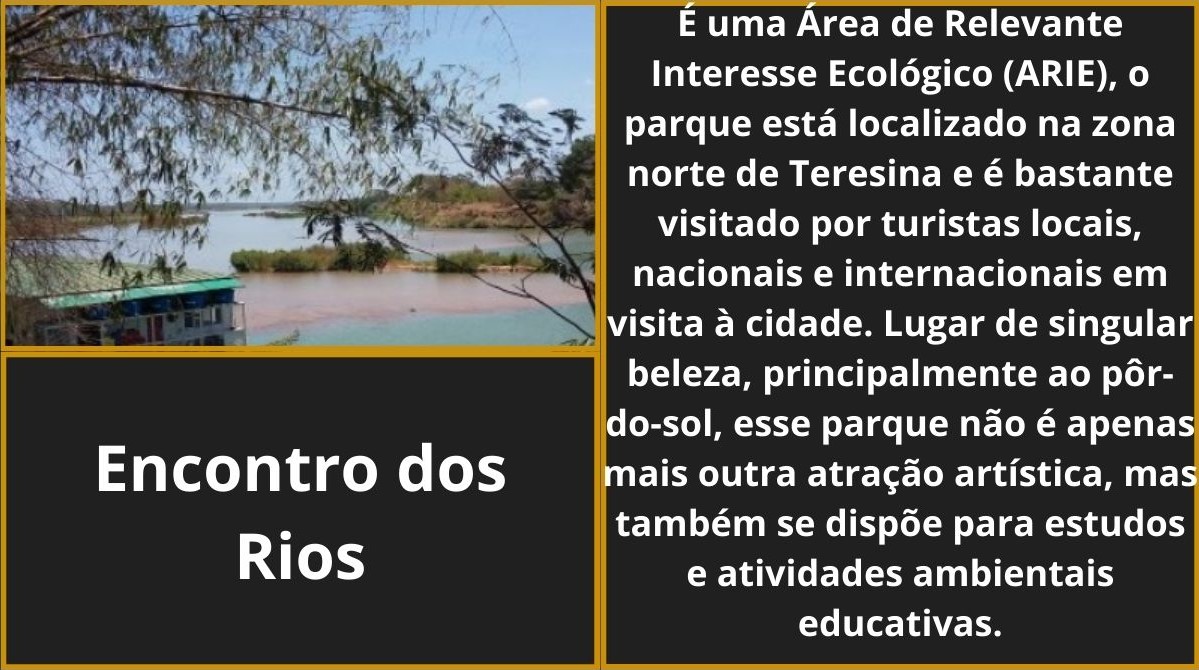 Encontro dos
Rios
É uma Área de Relevante
Interesse Ecológico (ARIE), o
parque está localizado na zona
norte de Teresina e é bastante
visitado por turistas locais,
nacionais e internacionais em
visita à cidade. Lugar de singular
beleza, principalmente ao pôr-
do-sol, esse parque não é apenas
mais outra atração artística, mas
também se dispõe para estudos
e atividades ambientais
educativas.